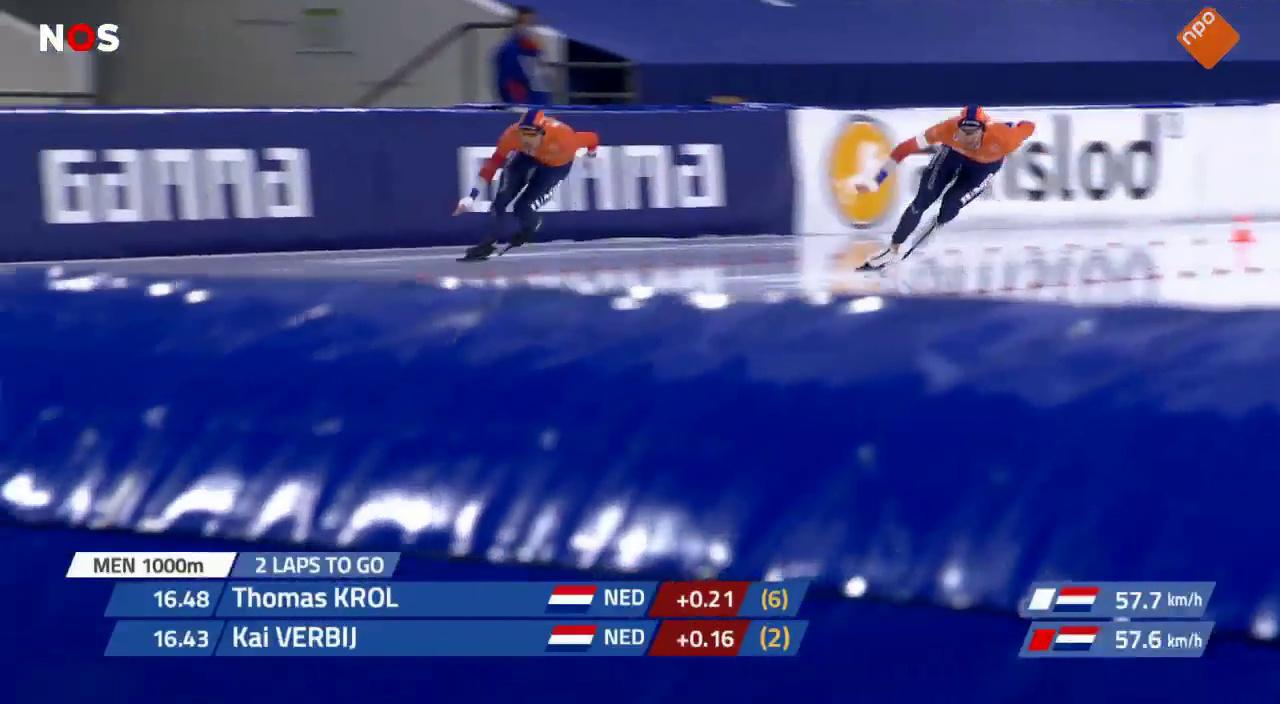 NOS
npo
Gamma
Gamma
nslod
MEN 1000m 2 LAPS TO GO
16.48 Thomas KROL NED +0.21 (6) 57.7 km/h
16.43 Kai VERBIJ NED +0.16 (2) 57.6 km/h